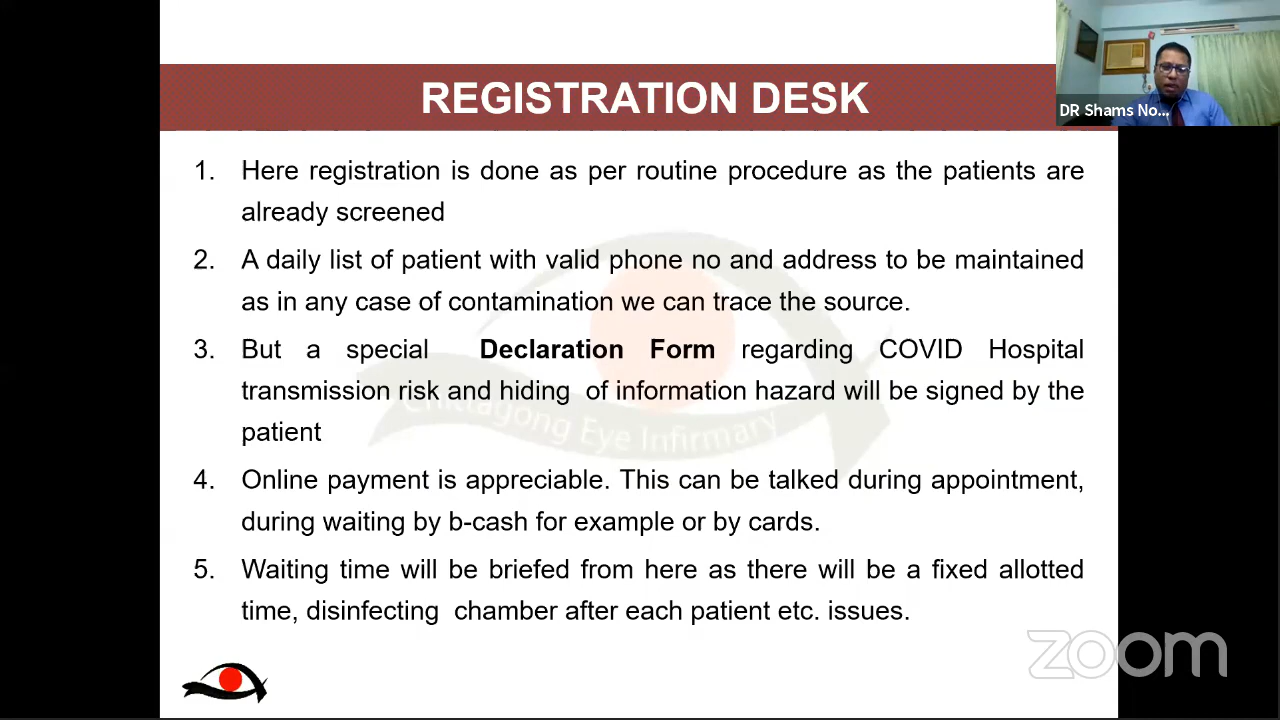 REGISTRATION DESK
DR Shams No...
1. Here registration is done as per routine procedure as the patients are
already screened
2. A daily list of patient with valid phone no and address to be maintained
as in any case of contamination we can trace the source.
3. But a special Declaration Form regarding COVID Hospital
transmission risk and hiding of information hazard will be signed by the
patient
4. Online payment is appreciable. This can be talked during appointment,
during waiting by b-cash for example or by cards.
5. Waiting time will be briefed from here as there will be a fixed allotted
time, disinfecting chamber after each patient etc. issues.
Chittagong Eye Infirmary
zoom